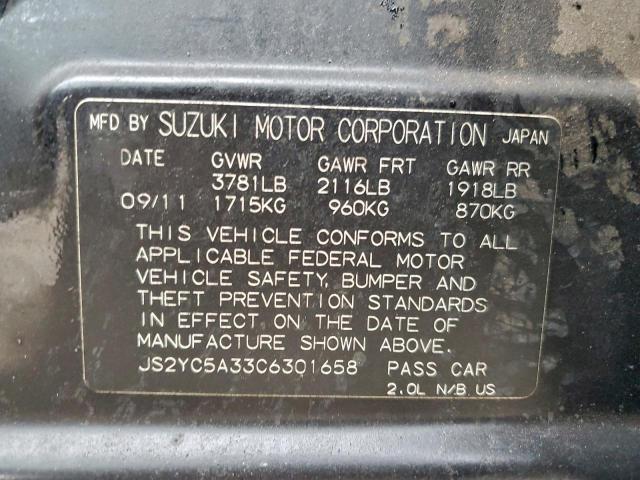 MFD BY SUZUKI MOTOR CORPORATION JAPAN
DATE GVWR GAWR FRT GAWR RR
3781LB 2116LB 1918LB
09/11 1715KG 960KG 870KG
THIS VEHICLE CONFORMS TO ALL
APPLICABLE FEDERAL MOTOR
VEHICLE SAFETY, BUMPER AND
THEFT PREVENTION STANDARDS
IN EFFECT ON THE DATE OF
MANUFACTURE SHOWN ABOVE.
JS2YC5A33C6301658 PASS CAR
2.0L N/B US